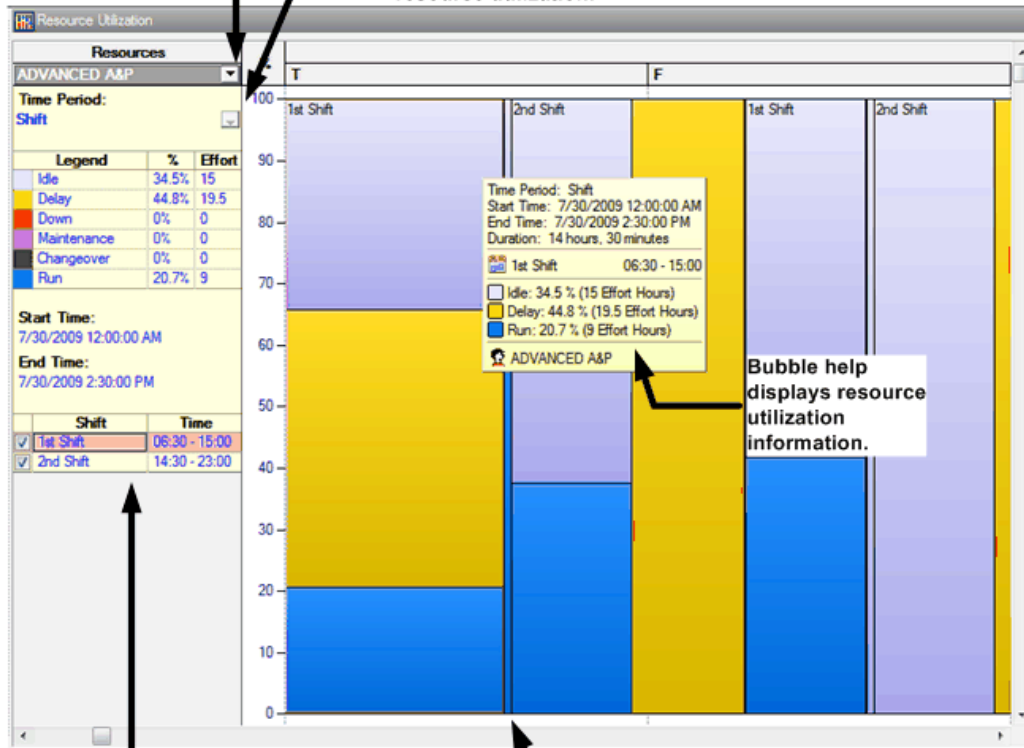 resource utilization.
Resource Utilization
Resources
ADVANCED A&P
Time Period:
Shift
Legend % Effort
Idle 34.5% 15
Delay 44.8% 19.5
Down 0% 0
Maintenance 0% 0
Changeover 0% 0
Run 20.7% 9
Start Time:
7/30/2009 12:00:00 AM
End Time:
7/30/2009 2:30:00 PM
Shift Time
1st Shift 06:30 - 15:00
2nd Shift 14:30 - 23:00
T F
100
90
80
70
60
50
40
30
20
10
0
1st Shift 2nd Shift 1st Shift 2nd Shift
Time Period: Shift
Start Time: 7/30/2009 12:00:00 AM
End Time: 7/30/2009 2:30:00 PM
Duration: 14 hours, 30 minutes
1st Shift 06:30 - 15:00
Idle: 34.5 % (15 Effort Hours)
Delay: 44.8 % (19.5 Effort Hours)
Run: 20.7 % (9 Effort Hours)
ADVANCED A&P
Bubble help
displays resource
utilization
information.